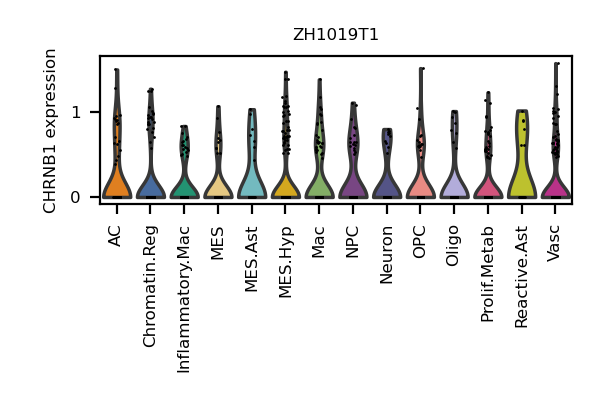 ZH1019T1
CHRNB1 expression
1
0
AC
Chromatin.Reg
Inflammatory.Mac
MES
MES.Ast
MES.Hyp
Mac
NPC
Neuron
OPC
Oligo
Prolif.Metab
Reactive.Ast
Vasc